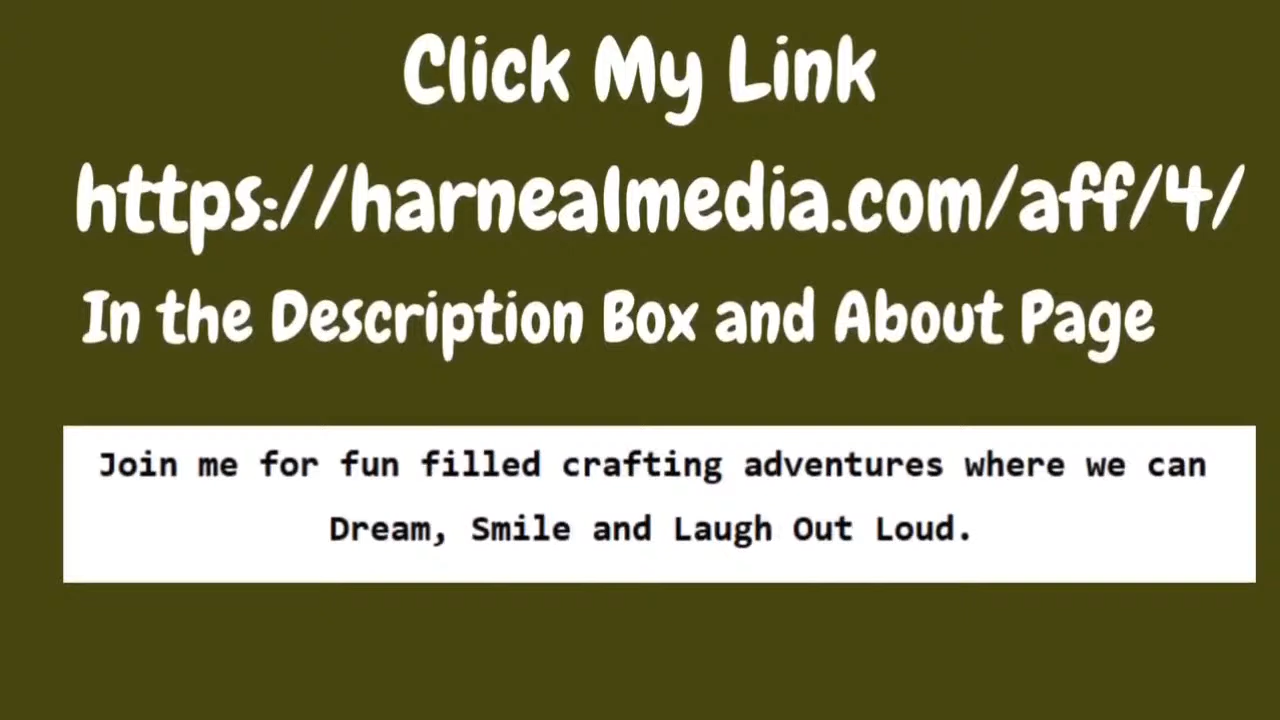 Click My Link
https://harnealmedia.com/aff/4/
In the Description Box and About Page
Join me for fun filled crafting adventures where we can
Dream, Smile and Laugh Out Loud.